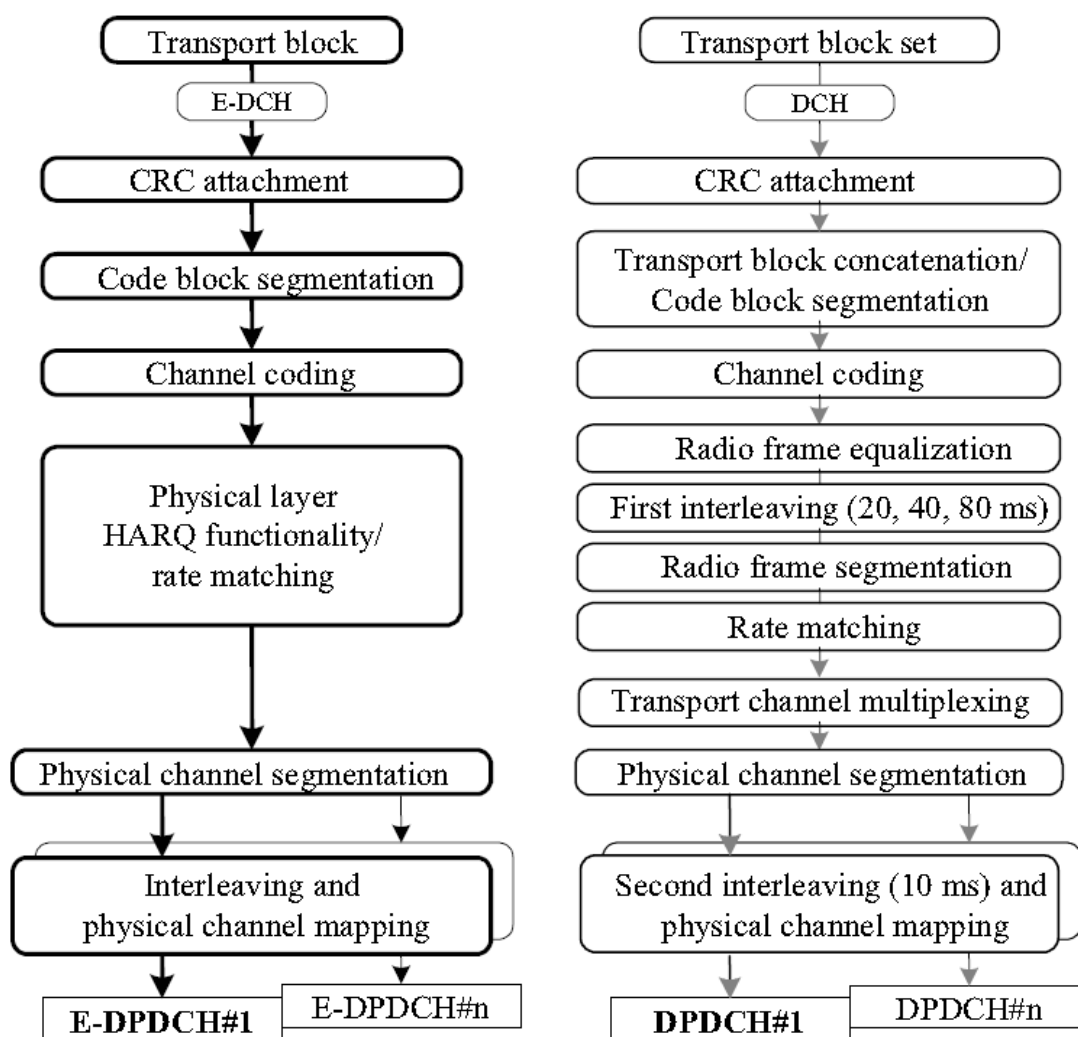 Transport block
E-DCH
CRC attachment
Code block segmentation
Channel coding
Physical layer
HARQ functionality/
rate matching
Physical channel segmentation
Interleaving and
physical channel mapping
E-DPDCH#1
E-DPDCH#n
Transport block set
DCH
CRC attachment
Transport block concatenation/
Code block segmentation
Channel coding
Radio frame equalization
First interleaving (20, 40, 80 ms)
Radio frame segmentation
Rate matching
Transport channel multiplexing
Physical channel segmentation
Second interleaving (10 ms) and
physical channel mapping
DPDCH#1
DPDCH#n